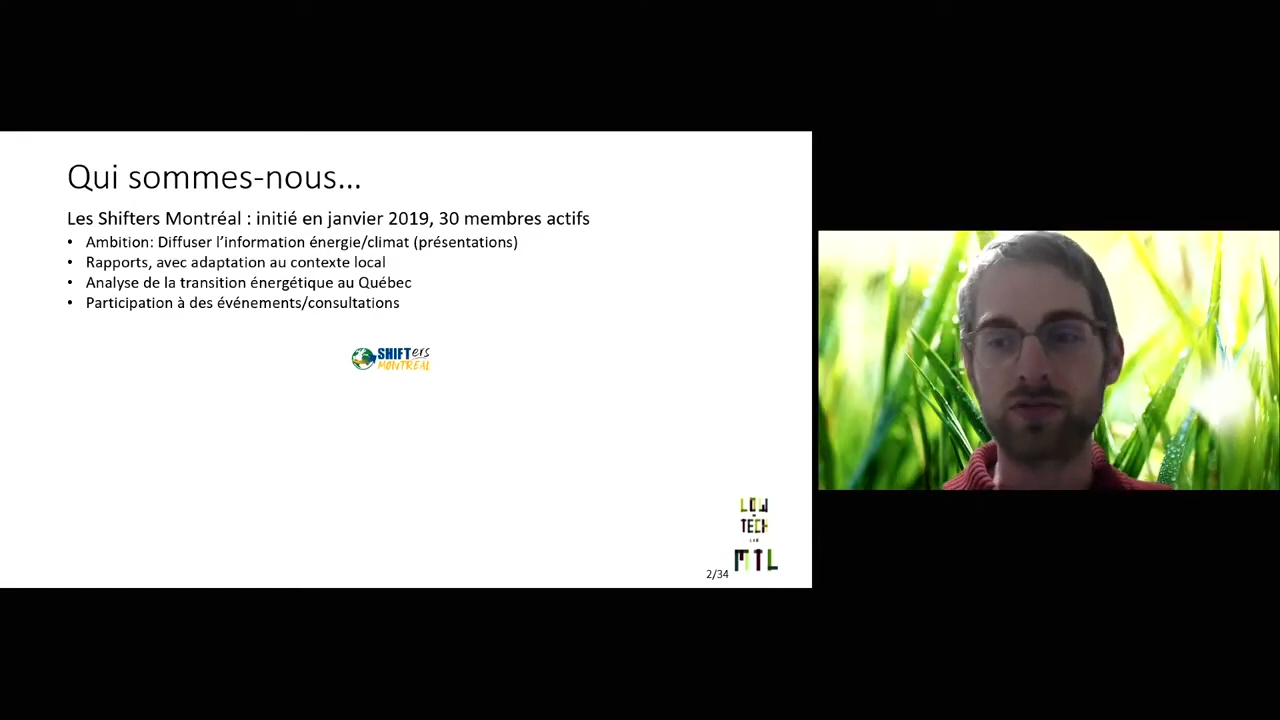 Qui sommes-nous...
Les Shifters Montréal : initié en janvier 2019, 30 membres actifs
• Ambition: Diffuser l'information énergie/climat (présentations)
• Rapports, avec adaptation au contexte local
• Analyse de la transition énergétique au Québec
• Participation à des événements/consultations
SHIFTers
MONTRÉAL
LOW
TECH
LAB
MTL
2/34